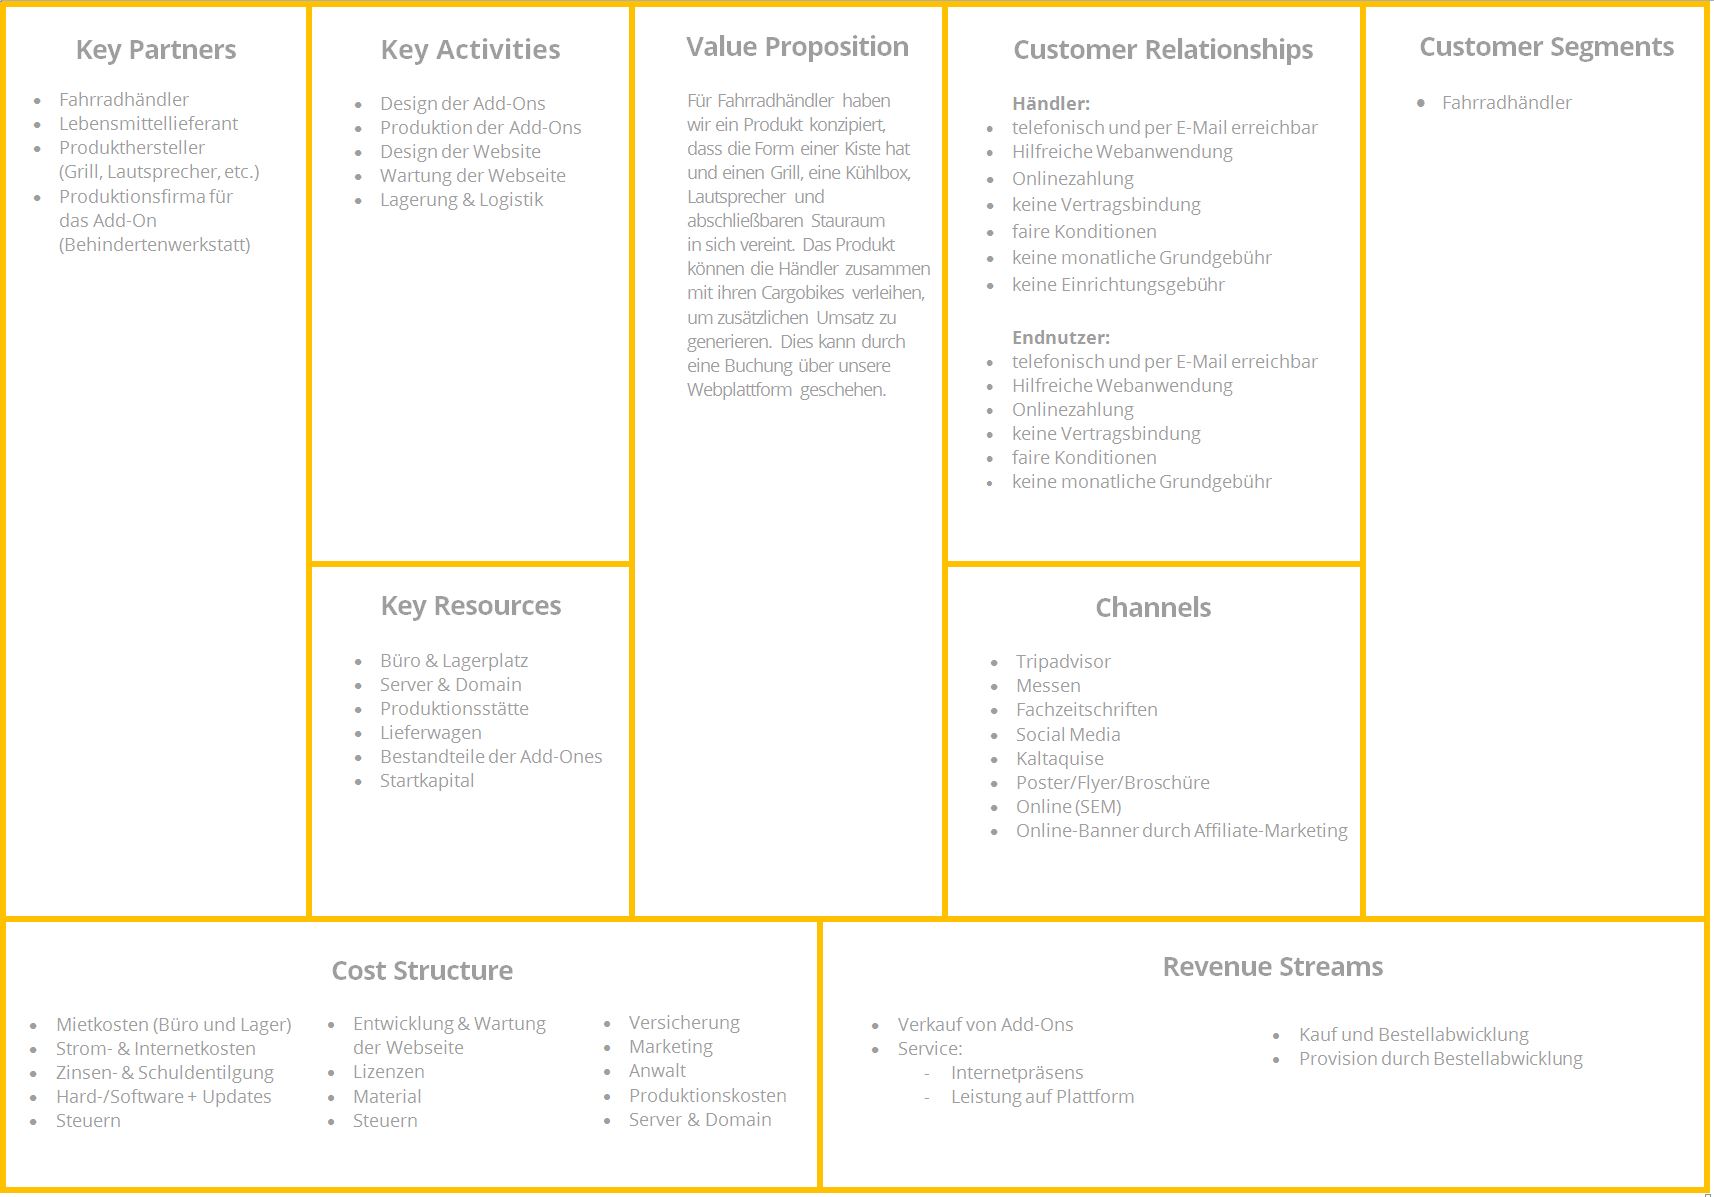 Key Partners
Fahrradhändler
Lebensmittellieferant
Produkthersteller
(Grill, Lautsprecher, etc.)
Produktionsfirma für
das Add-On
(Behindertenwerkstatt)
Key Activities
Design der Add-Ons
Produktion der Add-Ons
Design der Website
Wartung der Webseite
Lagerung & Logistik
Key Resources
Büro & Lagerplatz
Server & Domain
Produktionsstätte
Lieferwagen
Bestandteile der Add-Ones
Startkapital
Value Proposition
Für Fahrradhändler haben
wir ein Produkt konzipiert,
dass die Form einer Kiste hat
und einen Grill, eine Kühlbox,
Lautsprecher und
abschließbaren Stauraum
in sich vereint. Das Produkt
können die Händler zusammen
mit ihren Cargobikes verleihen,
um zusätzlichen Umsatz zu
generieren. Dies kann durch
eine Buchung über unsere
Webplattform geschehen.
Customer Relationships
Händler:
telefonisch und per E-Mail erreichbar
Hilfreiche Webanwendung
Onlinezahlung
keine Vertragsbindung
faire Konditionen
keine monatliche Grundgebühr
keine Einrichtungsgebühr
Endnutzer:
telefonisch und per E-Mail erreichbar
Hilfreiche Webanwendung
Onlinezahlung
keine Vertragsbindung
faire Konditionen
keine monatliche Grundgebühr
Channels
Tripadvisor
Messen
Fachzeitschriften
Social Media
Kaltaquise
Poster/Flyer/Broschüre
Online (SEM)
Online-Banner durch Affiliate-Marketing
Customer Segments
Fahrradhändler
Cost Structure
Mietkosten (Büro und Lager)
Strom- & Internetkosten
Zinsen- & Schuldentilgung
Hard-/Software + Updates
Steuern
Entwicklung & Wartung
der Webseite
Lizenzen
Material
Steuern
Versicherung
Marketing
Anwalt
Produktionskosten
Server & Domain
Revenue Streams
Verkauf von Add-Ons
Service:
- Internetpräsens
- Leistung auf Plattform
Kauf und Bestellabwicklung
Provision durch Bestellabwicklung